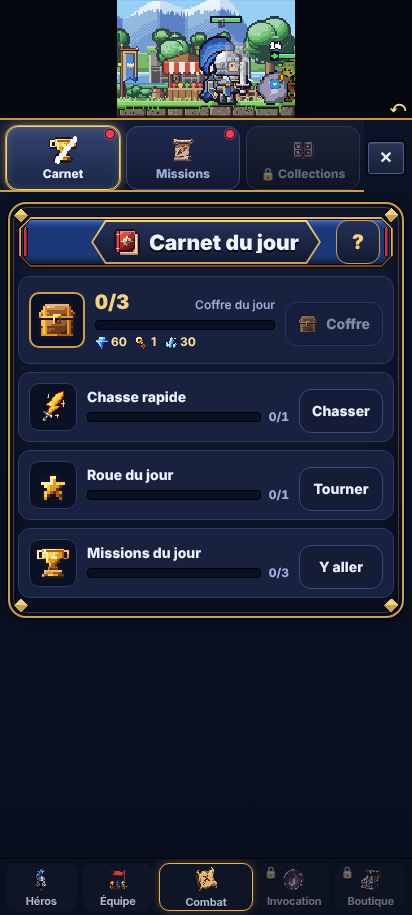 14
Carnet
Missions
Collections
Carnet du jour
?
0/3
Coffre du jour
60
1
30
Coffre
Chasse rapide
0/1
Chasser
Roue du jour
0/1
Tourner
Missions du jour
0/3
Y aller
Héros
Équipe
Combat
Invocation
Boutique